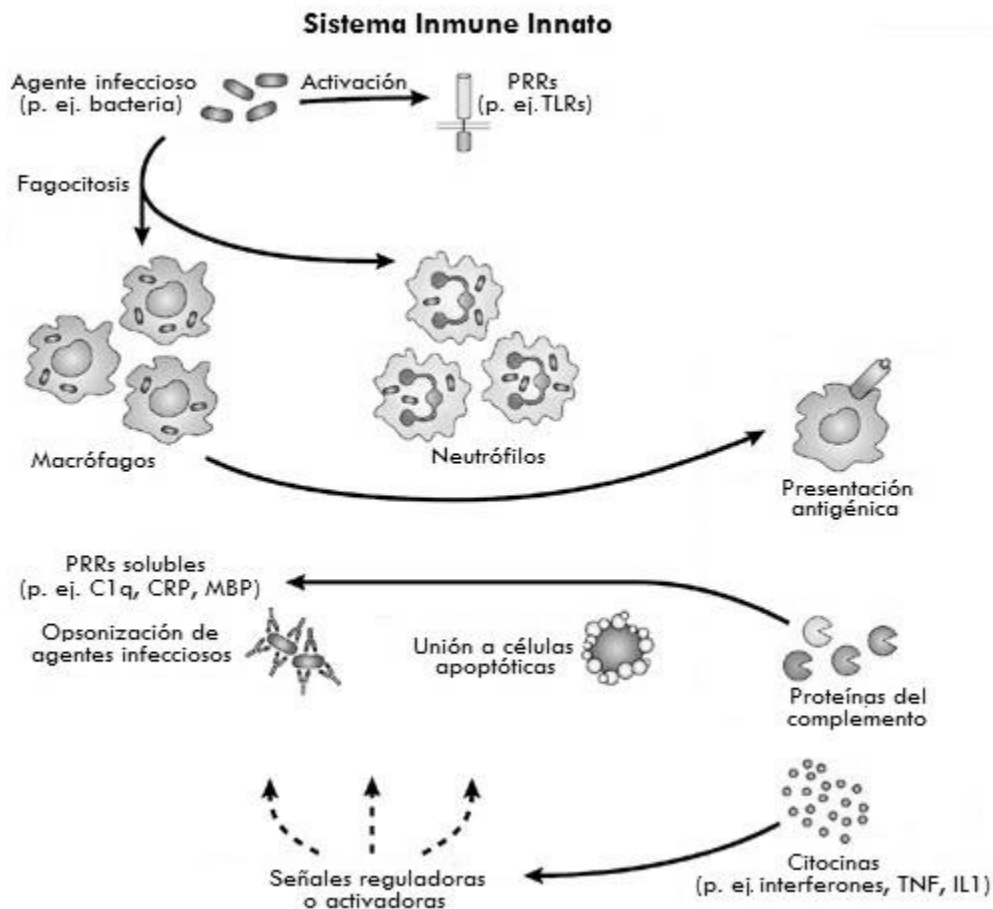 Sistema Inmune Innato
Agente infeccioso
(p. ej. bacteria)
Activación
PRRs
(p. ej. TLRs)
Fagocitosis
Macrófagos
Neutrófilos
Presentación
antigénica
PRRs solubles
(p. ej. C1q, CRP, MBP)
Opsonización de
agentes infecciosos
Unión a células
apoptóticas
Proteínas del
complemento
Señales reguladoras
o activadoras
Citocinas
(p. ej. interferones, TNF, IL1)